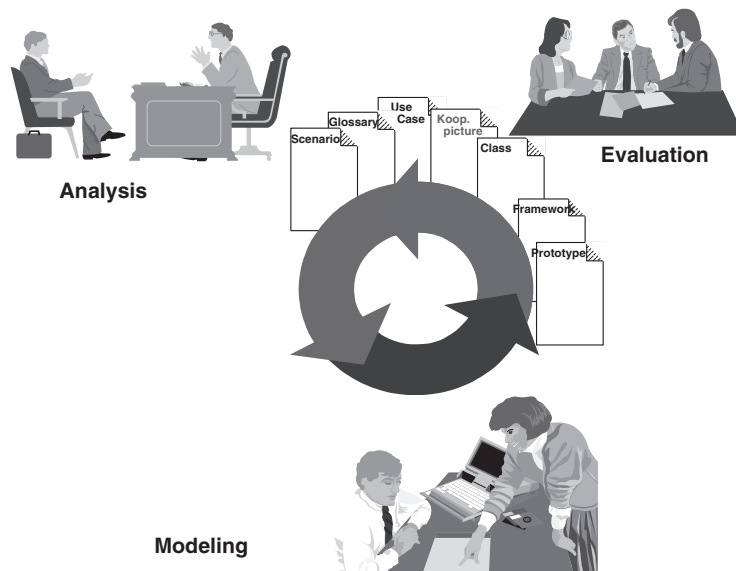 Use
Case
Koop.
picture
Glossary
Scenario
Class
Evaluation
Analysis
Framework
Prototype
Modeling